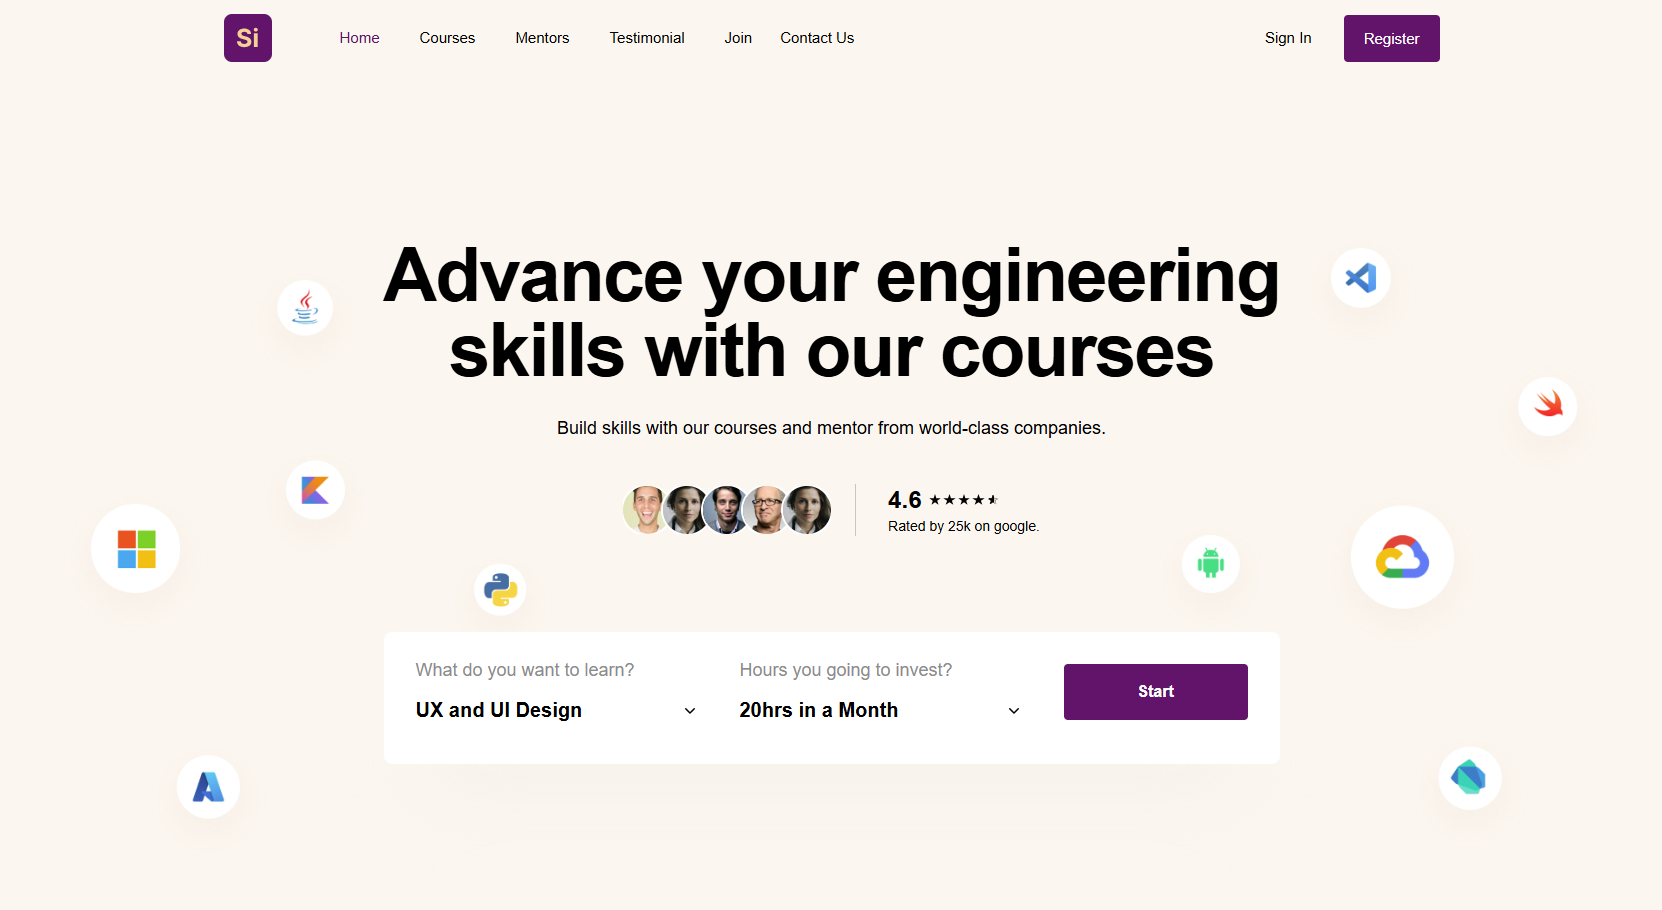 Si
Home Courses Mentors Testimonial Join Contact Us Sign In Register
Advance your engineering
skills with our courses
Build skills with our courses and mentor from world-class companies.
4.6
Rated by 25k on google.
What do you want to learn? Hours you going to invest?
UX and UI Design 20hrs in a Month Start